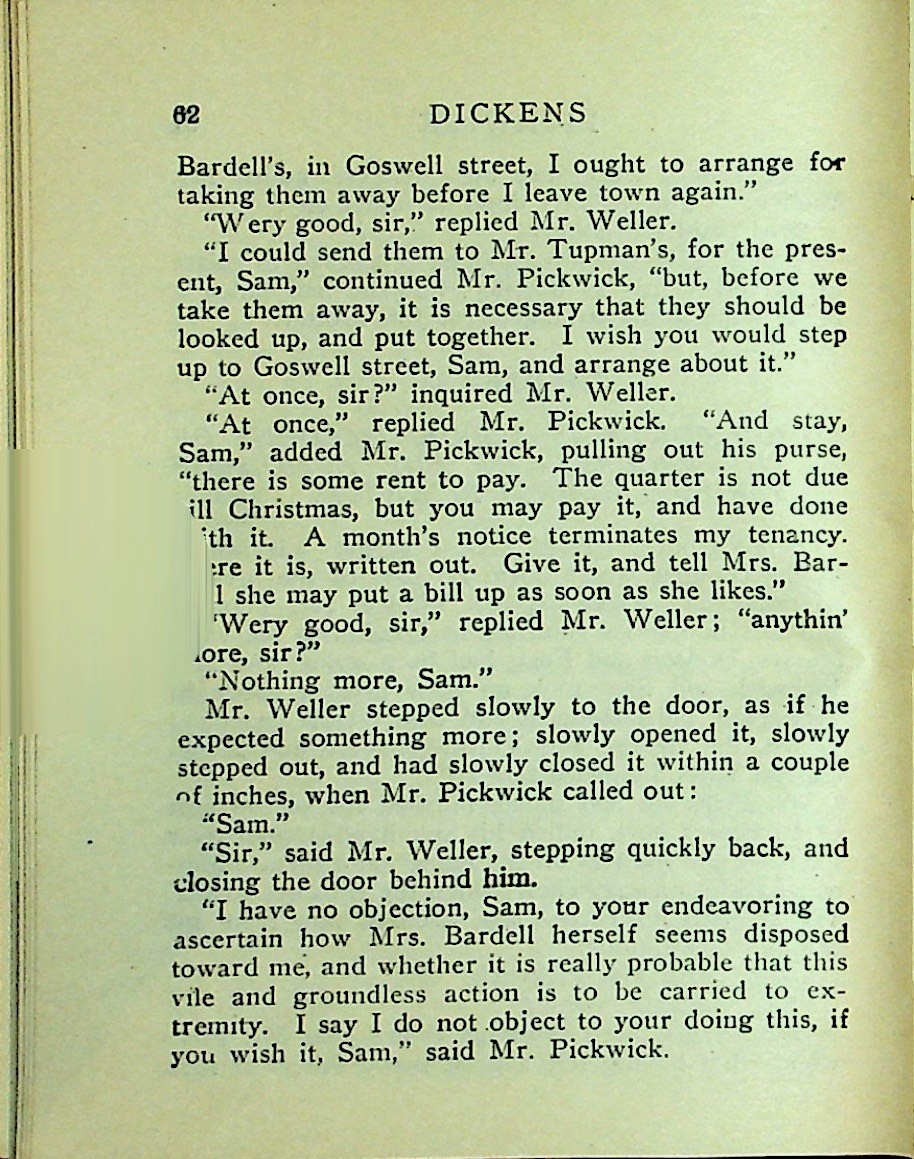 62 DICKENS
Bardell's, in Goswell street, I ought to arrange for
taking them away before I leave town again."
"Wery good, sir," replied Mr. Weller.
"I could send them to Mr. Tupman's, for the pres-
ent, Sam," continued Mr. Pickwick, "but, before we
take them away, it is necessary that they should be
looked up, and put together. I wish you would step
up to Goswell street, Sam, and arrange about it."
"At once, sir?" inquired Mr. Weller.
"At once," replied Mr. Pickwick. "And stay,
Sam," added Mr. Pickwick, pulling out his purse,
"there is some rent to pay. The quarter is not due
ill Christmas, but you may pay it, and have done
th it. A month's notice terminates my tenancy.
re it is, written out. Give it, and tell Mrs. Bar-
l she may put a bill up as soon as she likes."
'Wery good, sir," replied Mr. Weller; "anythin'
ore, sir?"
"Nothing more, Sam."
Mr. Weller stepped slowly to the door, as if he
expected something more; slowly opened it, slowly
stepped out, and had slowly closed it within a couple
of inches, when Mr. Pickwick called out:
"Sam."
"Sir," said Mr. Weller, stepping quickly back, and
closing the door behind him.
"I have no objection, Sam, to your endeavoring to
ascertain how Mrs. Bardell herself seems disposed
toward me, and whether it is really probable that this
vile and groundless action is to be carried to ex-
tremity. I say I do not object to your doing this, if
you wish it, Sam," said Mr. Pickwick.